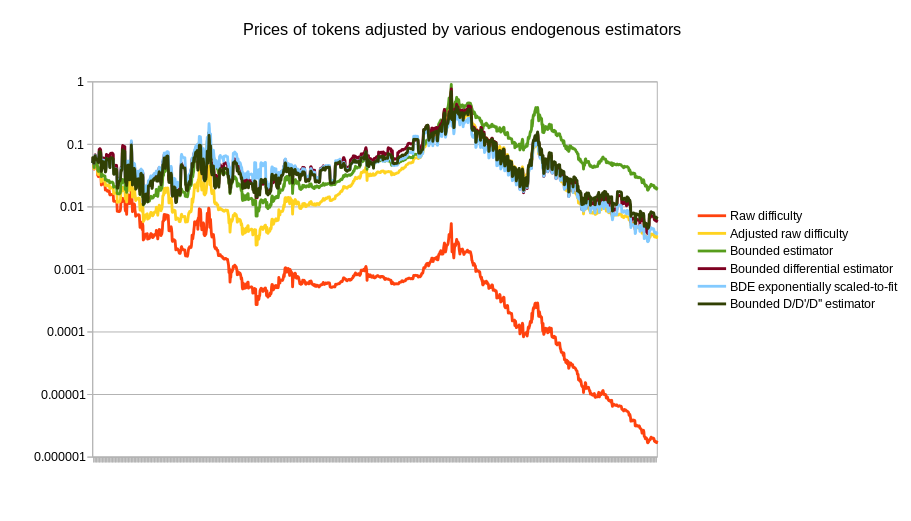 Prices of tokens adjusted by various endogenous estimators
1
0.1
0.01
0.001
0.0001
0.00001
0.000001
Raw difficulty
Adjusted raw difficulty
Bounded estimator
Bounded differential estimator
BDE exponentially scaled-to-fit
Bounded D/D'/D" estimator